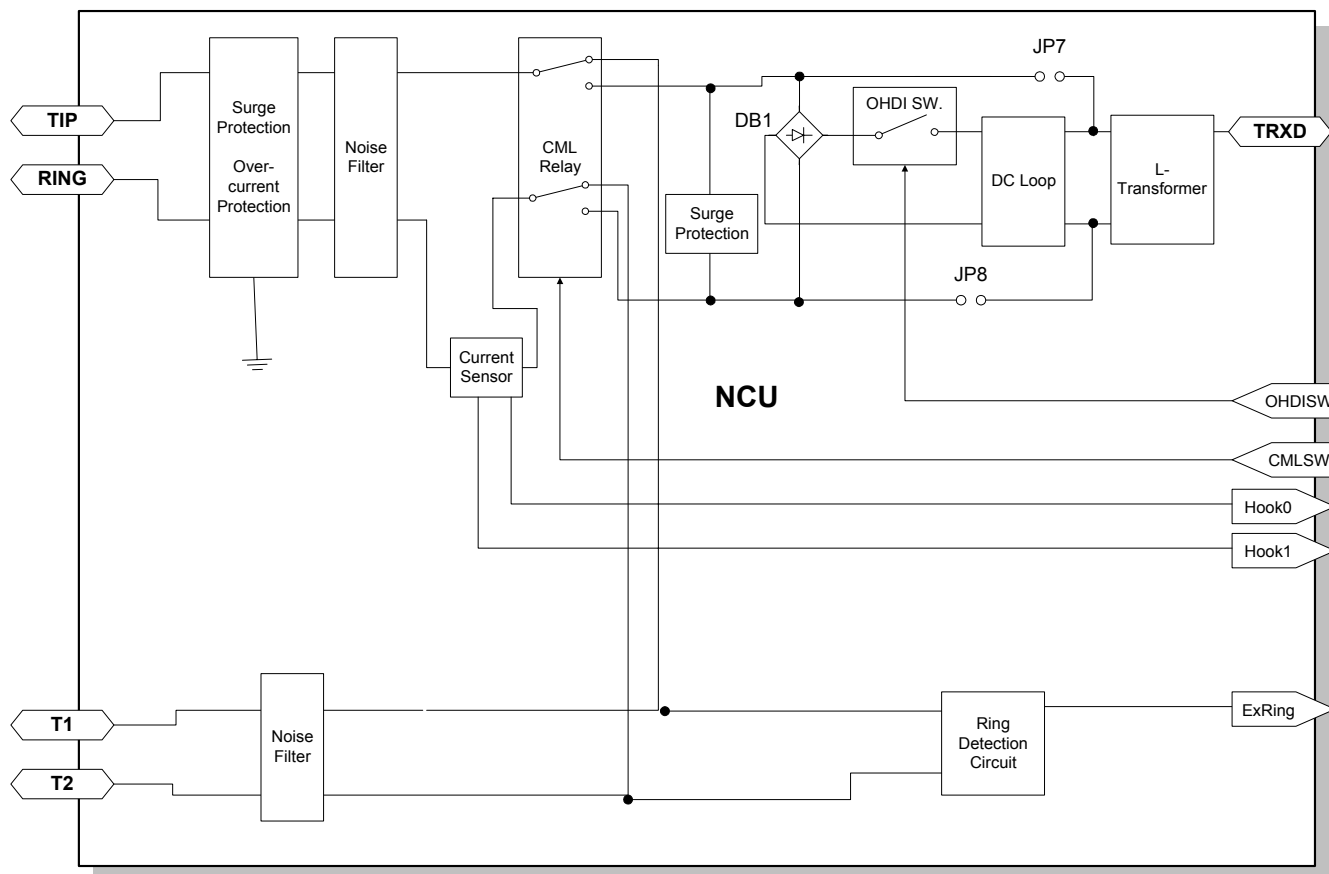 JP7
TIP
RING
Surge
Protection
Over-
current
Protection
Noise
Filter
CML
Relay
Surge
Protection
DB1
OHDI SW.
DC Loop
L-
Transformer
TRXD
JP8
Current
Sensor
NCU
OHDISW
CMLSW
Hook0
Hook1
T1
T2
Noise
Filter
Ring
Detection
Circuit
ExRing